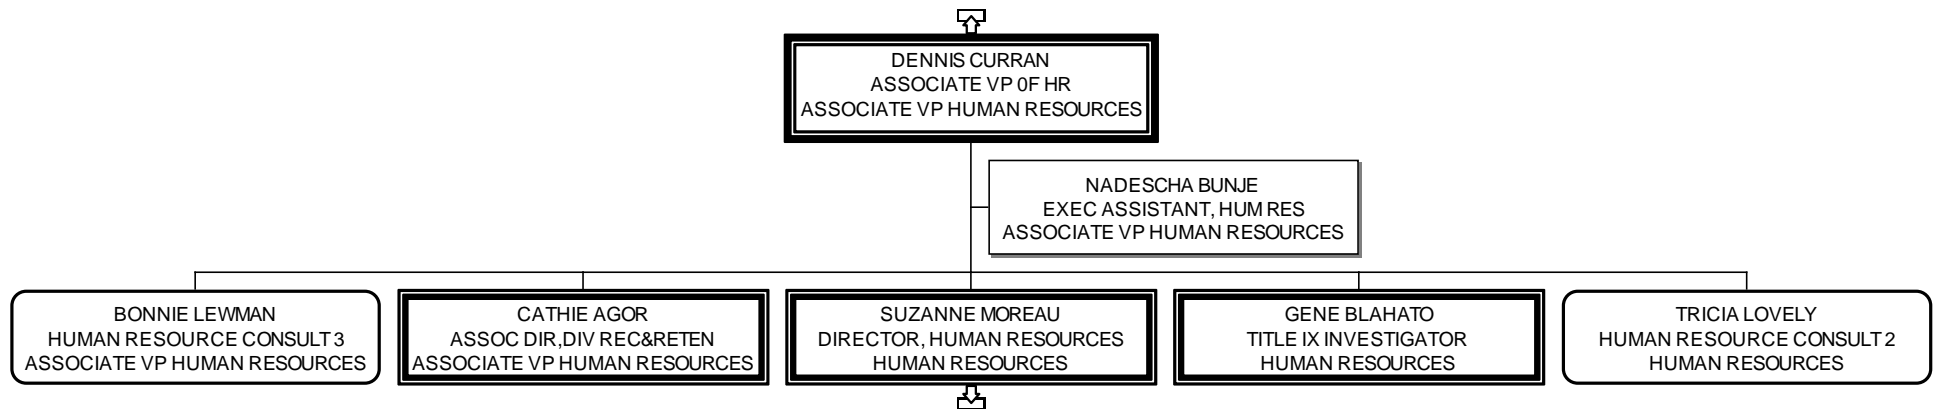 DENNIS CURRAN
ASSOCIATE VP 0F HR
ASSOCIATE VP HUMAN RESOURCES
NADESCHA BUNJE
EXEC ASSISTANT, HUM RES
ASSOCIATE VP HUMAN RESOURCES
BONNIE LEWMAN
HUMAN RESOURCE CONSULT 3
ASSOCIATE VP HUMAN RESOURCES
CATHIE AGOR
ASSOC DIR,DIV REC&RETEN
ASSOCIATE VP HUMAN RESOURCES
SUZANNE MOREAU
DIRECTOR, HUMAN RESOURCES
HUMAN RESOURCES
GENE BLAHATO
TITLE IX INVESTIGATOR
HUMAN RESOURCES
TRICIA LOVELY
HUMAN RESOURCE CONSULT 2
HUMAN RESOURCES